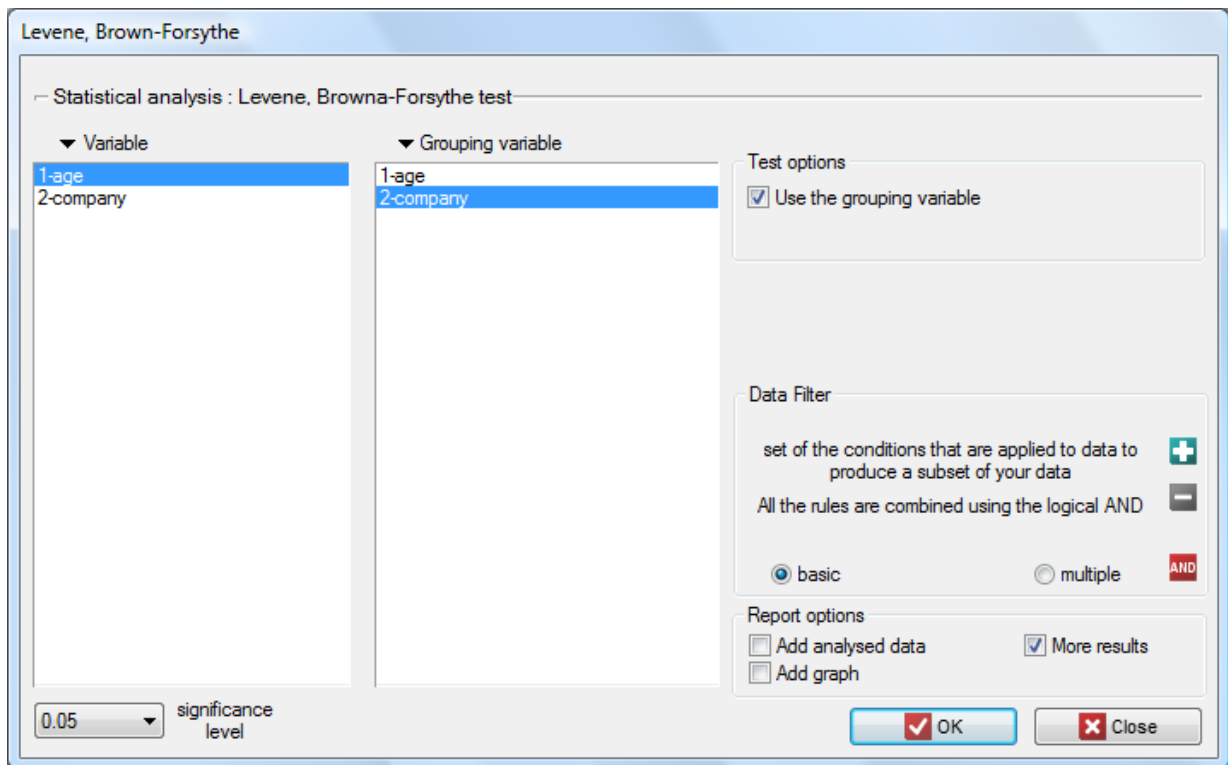 Levene, Brown-Forsythe
Statistical analysis : Levene, Browna-Forsythe test
Variable
1-age
2-company
Grouping variable
1-age
2-company
Test options
Use the grouping variable
Data Filter
set of the conditions that are applied to data to
produce a subset of your data
All the rules are combined using the logical AND
basic
multiple
AND
Report options
Add analysed data
More results
Add graph
0.05
significance
level
OK
Close